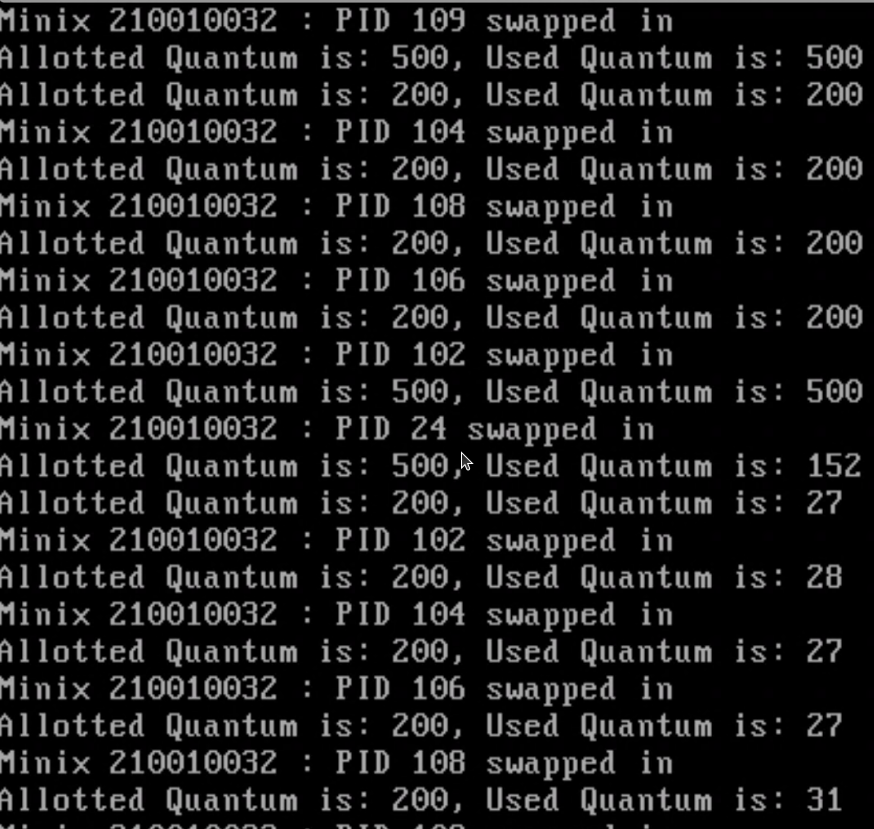 Minix 210010032 : PID 109 swapped in
Allotted Quantum is: 500, Used Quantum is: 500
Allotted Quantum is: 200, Used Quantum is: 200
Minix 210010032 : PID 104 swapped in
Allotted Quantum is: 200, Used Quantum is: 200
Minix 210010032 : PID 108 swapped in
Allotted Quantum is: 200, Used Quantum is: 200
Minix 210010032 : PID 106 swapped in
Allotted Quantum is: 200, Used Quantum is: 200
Minix 210010032 : PID 102 swapped in
Allotted Quantum is: 500, Used Quantum is: 500
Minix 210010032 : PID 24 swapped in
Allotted Quantum is: 500, Used Quantum is: 152
Allotted Quantum is: 200, Used Quantum is: 27
Minix 210010032 : PID 102 swapped in
Allotted Quantum is: 200, Used Quantum is: 28
Minix 210010032 : PID 104 swapped in
Allotted Quantum is: 200, Used Quantum is: 27
Minix 210010032 : PID 106 swapped in
Allotted Quantum is: 200, Used Quantum is: 27
Minix 210010032 : PID 108 swapped in
Allotted Quantum is: 200, Used Quantum is: 31